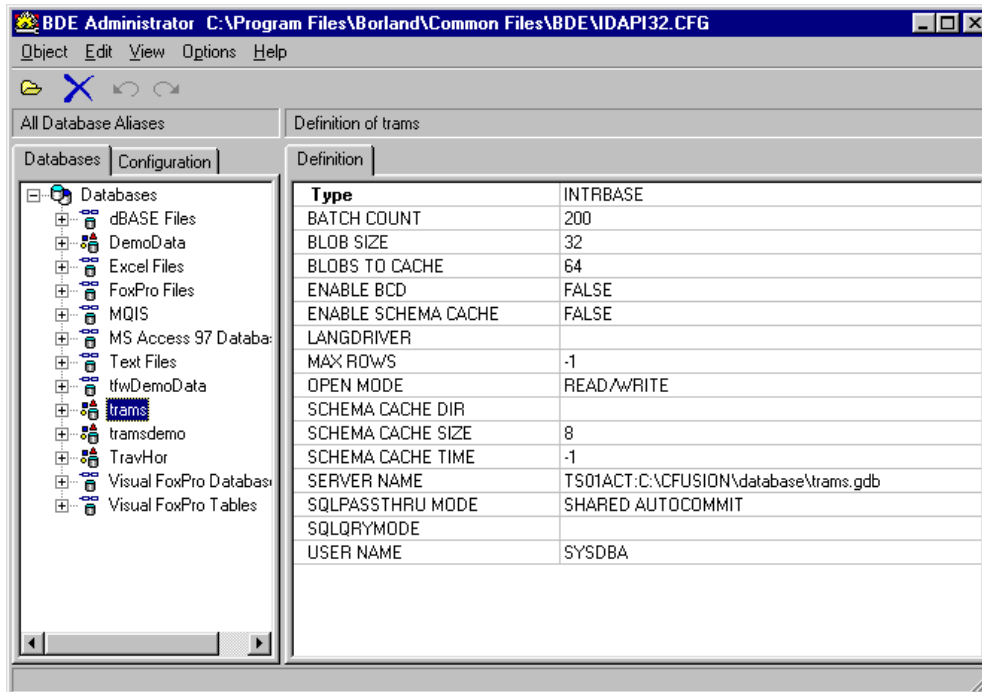 BDE Administrator C:\Program Files\Borland\Common Files\BDE\IDAPI32.CFG
Object Edit View Options Help
All Database Aliases
Definition of trams
Databases Configuration
Definition
Databases
dBASE Files
DemoData
Excel Files
FoxPro Files
MQIS
MS Access 97 Databa
Text Files
tfwDemoData
trams
tramsdemo
TravHor
Visual FoxPro Databas
Visual FoxPro Tables
Type INTRBASE
BATCH COUNT 200
BLOB SIZE 32
BLOBS TO CACHE 64
ENABLE BCD FALSE
ENABLE SCHEMA CACHE FALSE
LANGDRIVER
MAX ROWS -1
OPEN MODE READ/WRITE
SCHEMA CACHE DIR
SCHEMA CACHE SIZE 8
SCHEMA CACHE TIME -1
SERVER NAME TS01ACT:C:\CFUSION\database\trams.gdb
SQLPASSTHRU MODE SHARED AUTOCOMMIT
SQLQRYMODE
USER NAME SYSDBA